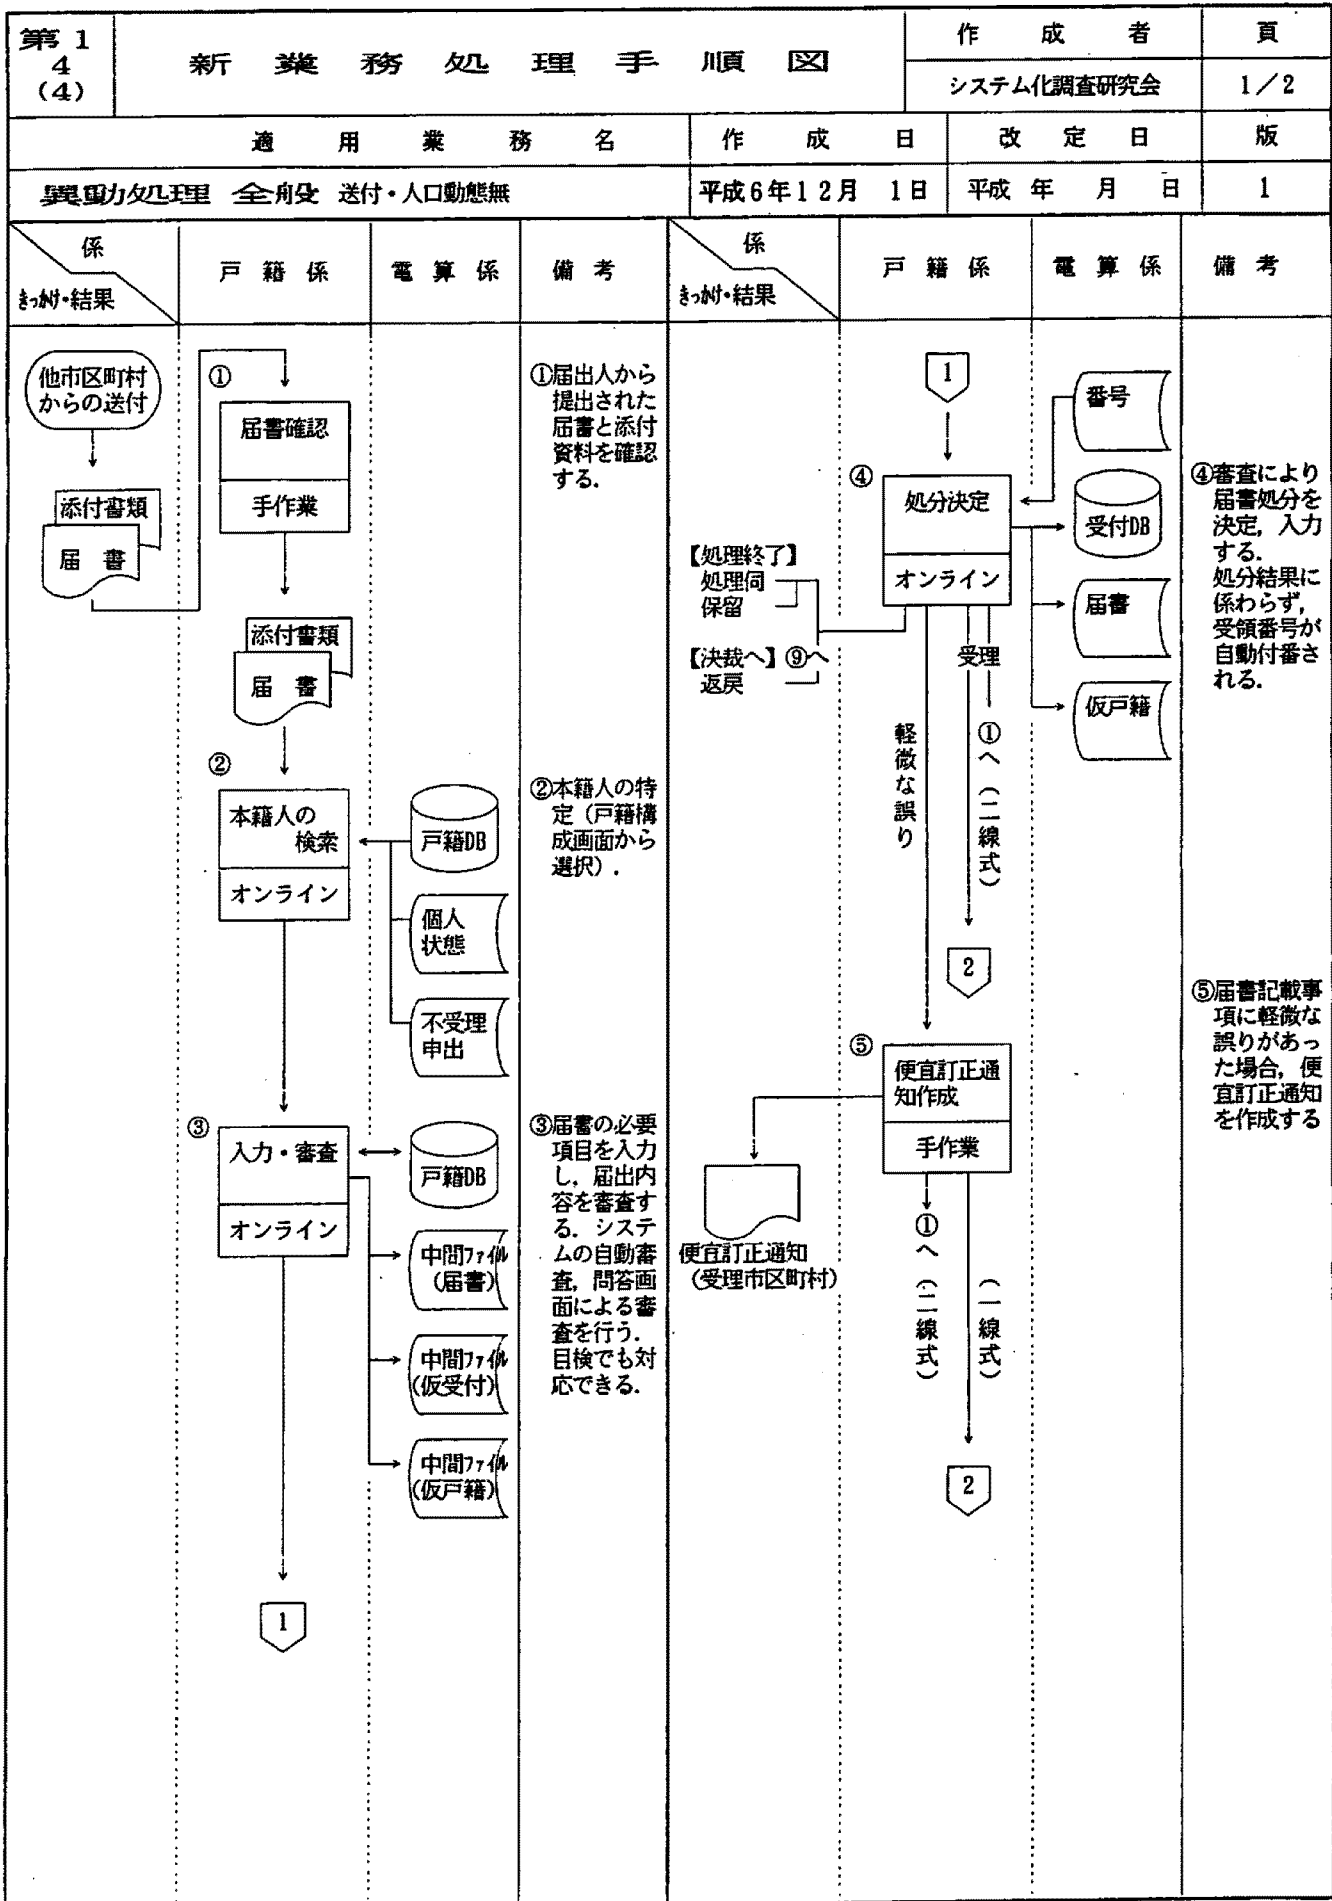 第1
4
(4)
新業務処理手順図
作成者
頁
システム化調査研究会
1/2
適用業務名
作成日
改定日
版
異動処理 全般 送付・人口動態無
平成6年12月 1日
平成 年 月 日
1
係
きっかけ・結果
戸籍係
電算係
備考
他市区町村
からの送付
添付書類
届 書
①
届書確認
手作業
添付書類
届 書
②
本籍人の
検索
オンライン
戸籍DB
個人
状態
不受理
申出
③
入力・審査
オンライン
戸籍DB
中間ファイル
(届書)
中間ファイル
(仮受付)
中間ファイル
(仮戸籍)
1
①届出人から
提出された
届書と添付
資料を確認
する.
②本籍人の特
定(戸籍構
成画面から
選択).
③届書の必要
項目を入力
し,届出内
容を審査す
る.システ
ムの自動審
査,問答画
面による審
査を行う.
目検でも対
応できる.
係
きっかけ・結果
戸籍係
電算係
備考
1
④
処分決定
オンライン
番号
受付DB
届書
仮戸籍
【処理終了】
処理伺
保留
【決裁へ】⑨へ
返戻
受理
軽微な誤り
①へ(二線式)
2
⑤
便宜訂正通
知作成
手作業
便宜訂正通知
(受理市区町村)
①へ(二線式)
(一線式)
2
④審査により
届書処分を
決定,入力
する.
処分結果に
係わらず,
受領番号が
自動付番さ
れる.
⑤届書記載事
項に軽微な
誤りがあっ
た場合,便
宜訂正通知
を作成する